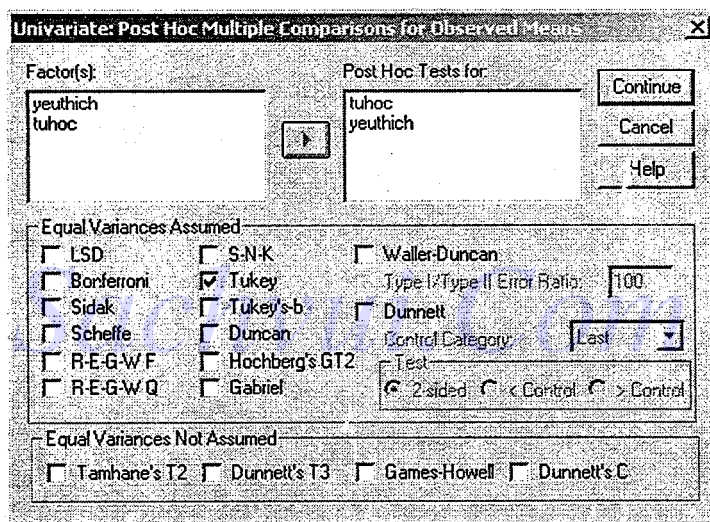 Univariate: Post Hoc Multiple Comparisons for Observed Means
Factor(s):
yeuthich
tuhoc
Post Hoc Tests for:
tuhoc
yeuthich
Continue
Cancel
Help
Equal Variances Assumed
LSD
Bonferroni
Sidak
Scheffe
R-E-G-W F
R-E-G-W Q
S-N-K
Tukey
Tukey's-b
Duncan
Hochberg's GT2
Gabriel
Waller-Duncan
Type I/Type II Error Ratio: 100
Dunnett
Control Category: Last
Test
2-sided < Control > Control
Equal Variances Not Assumed
Tamhane's T2 Dunnett's T3 Games-Howell Dunnett's C